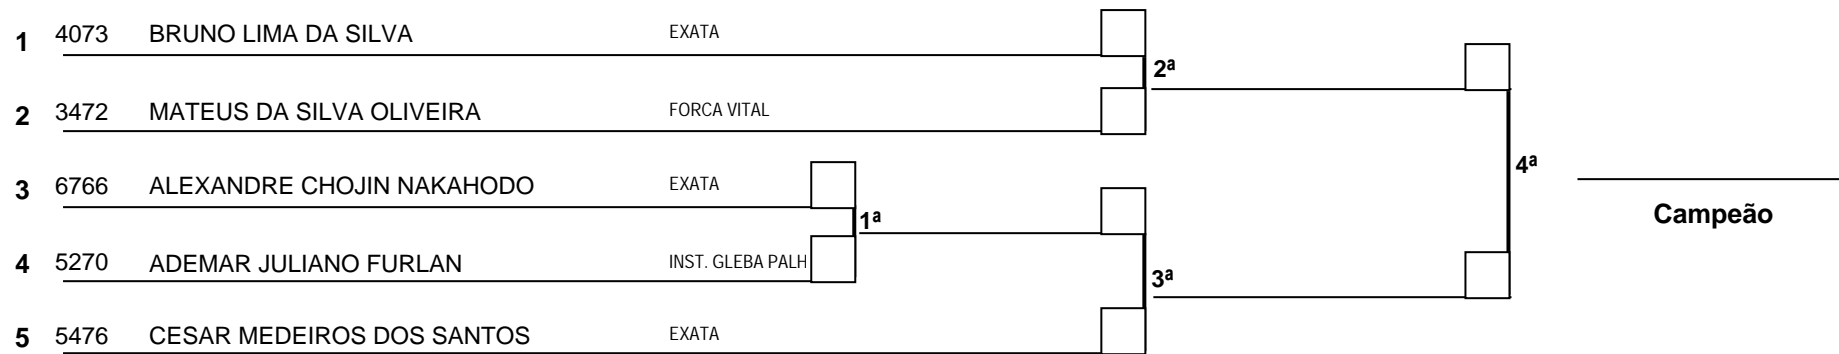 1 4073 BRUNO LIMA DA SILVA EXATA
2ª
2 3472 MATEUS DA SILVA OLIVEIRA FORCA VITAL
3 6766 ALEXANDRE CHOJIN NAKAHODO EXATA
4ª
1ª
Campeão
4 5270 ADEMAR JULIANO FURLAN INST. GLEBA PALH
3ª
5 5476 CESAR MEDEIROS DOS SANTOS EXATA